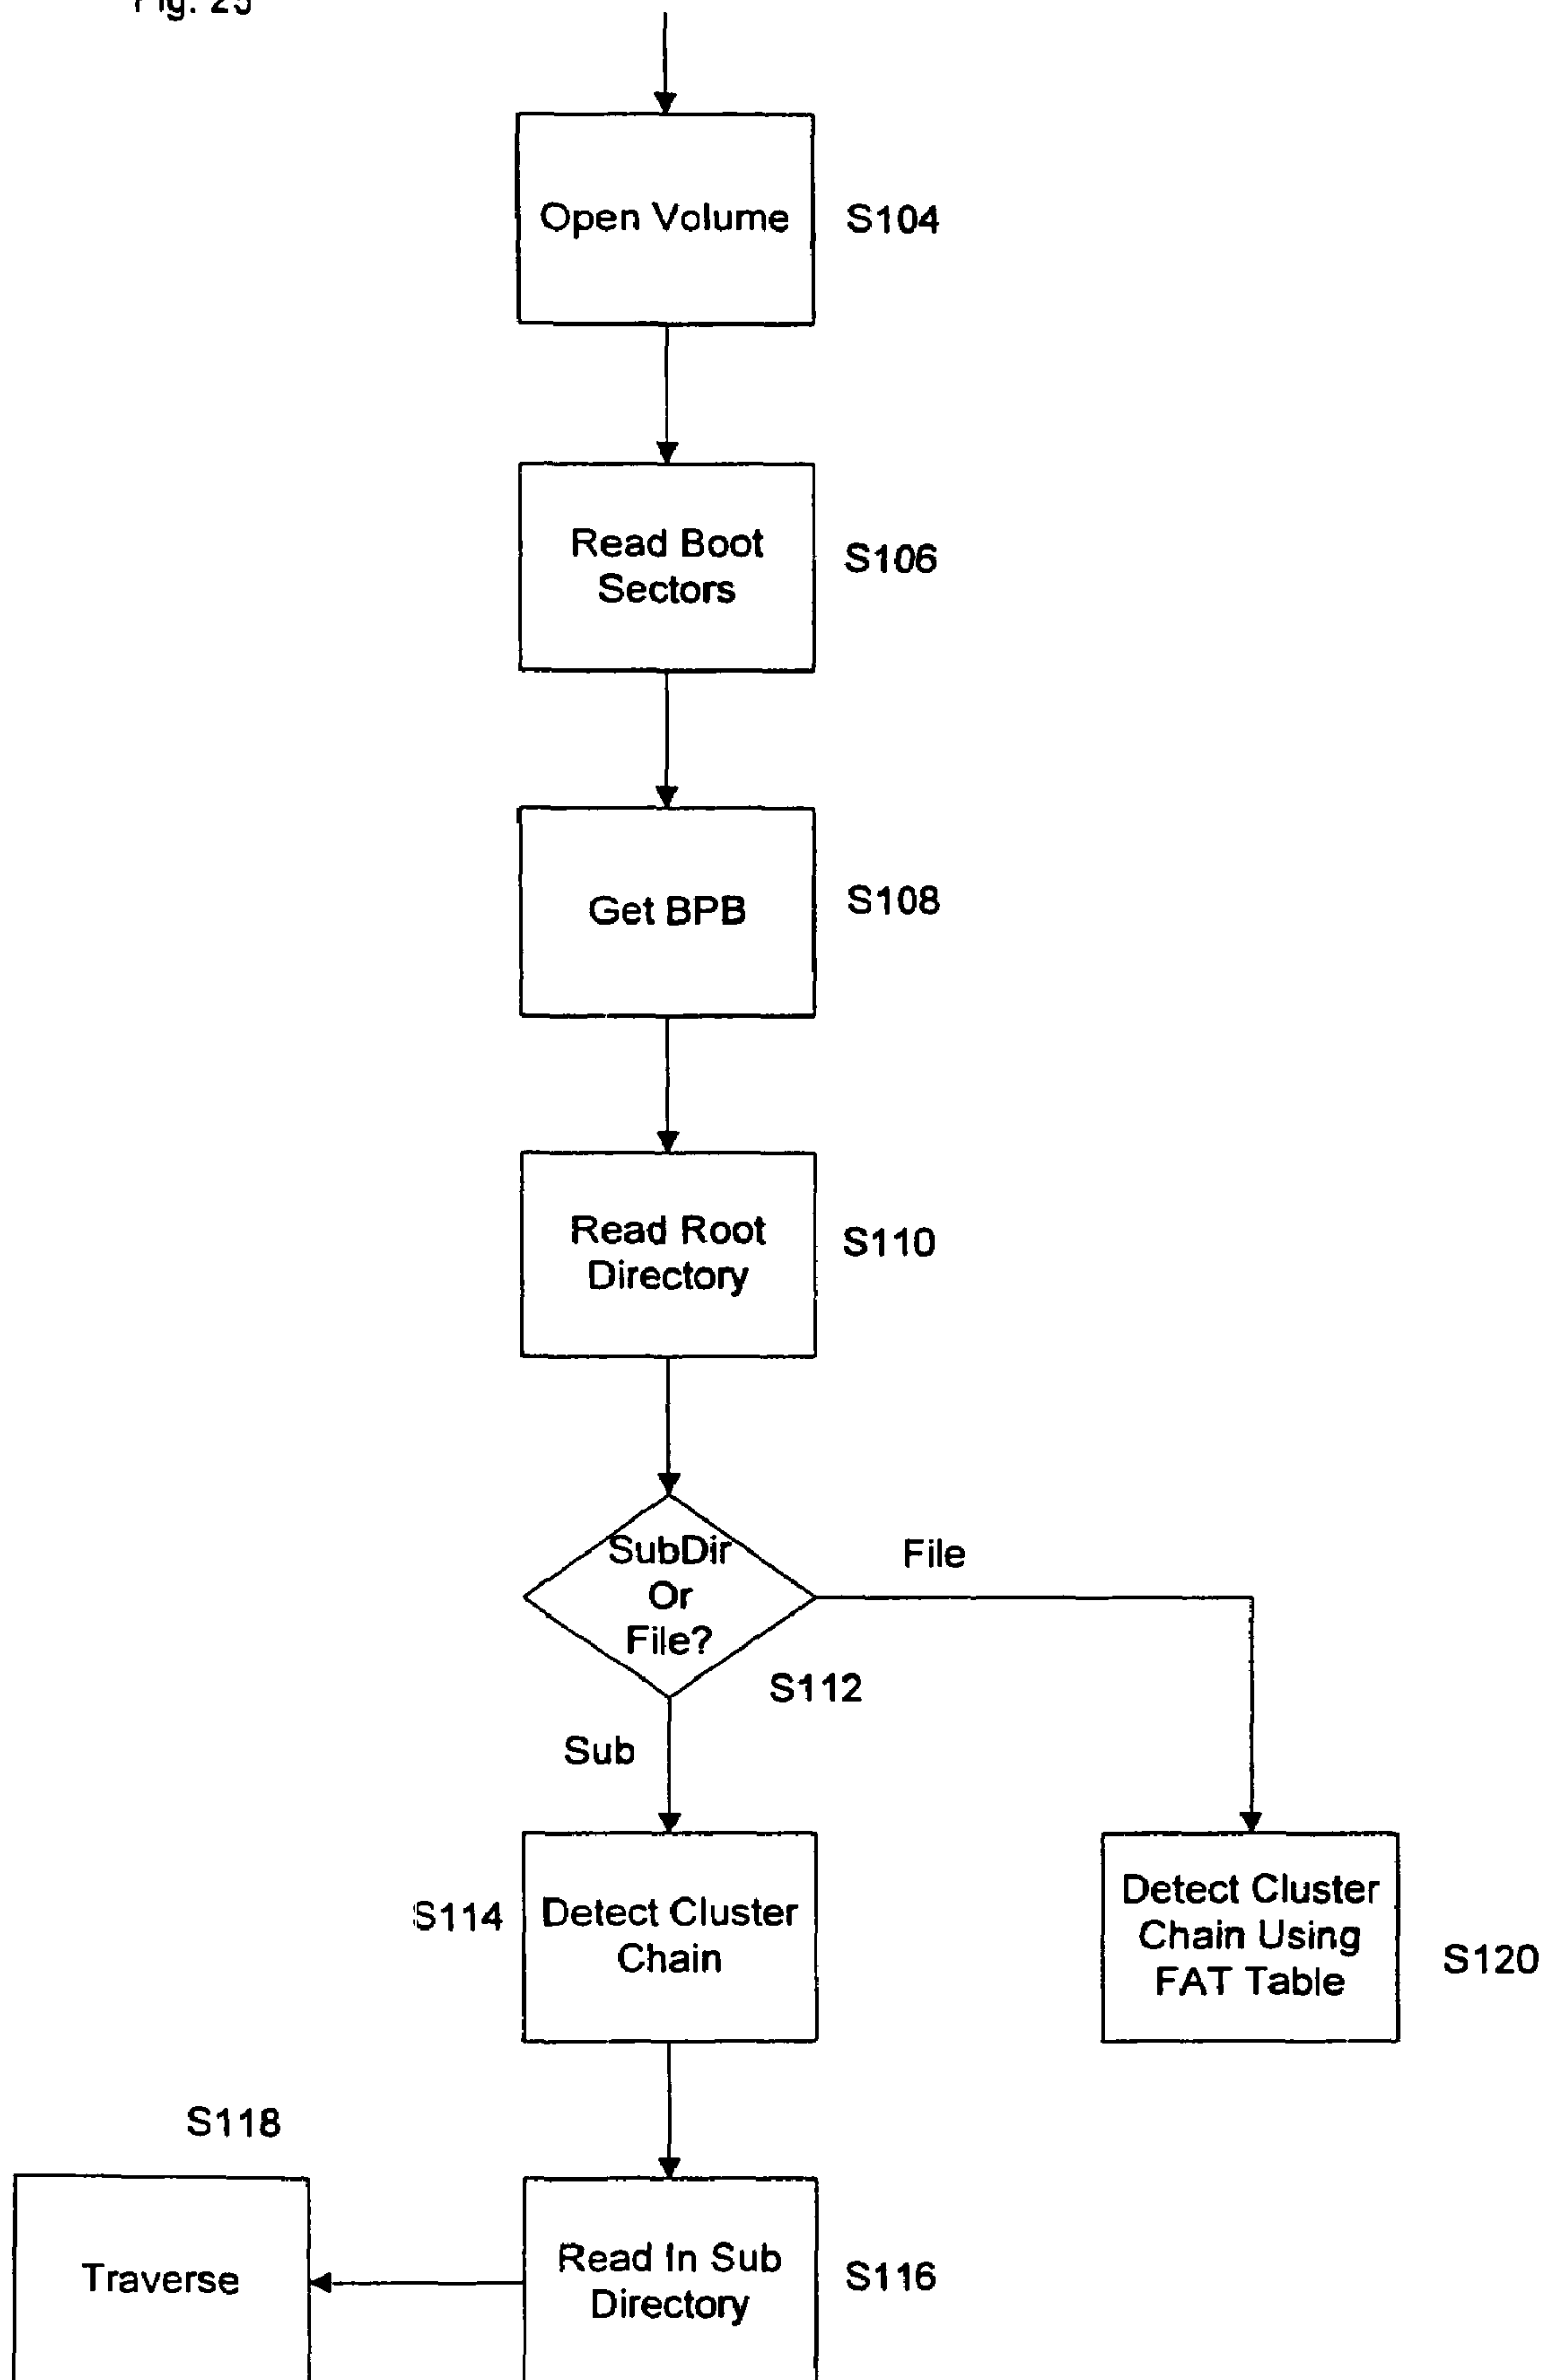 Fig. 25
Open Volume
S104
Read Boot
Sectors
S106
Get BPB
S108
Read Root
Directory
S110
SubDir
Or
File?
File
S112
Sub
S114
Detect Cluster
Chain
Detect Cluster
Chain Using
FAT Table
S120
S118
Traverse
Read In Sub
Directory
S116